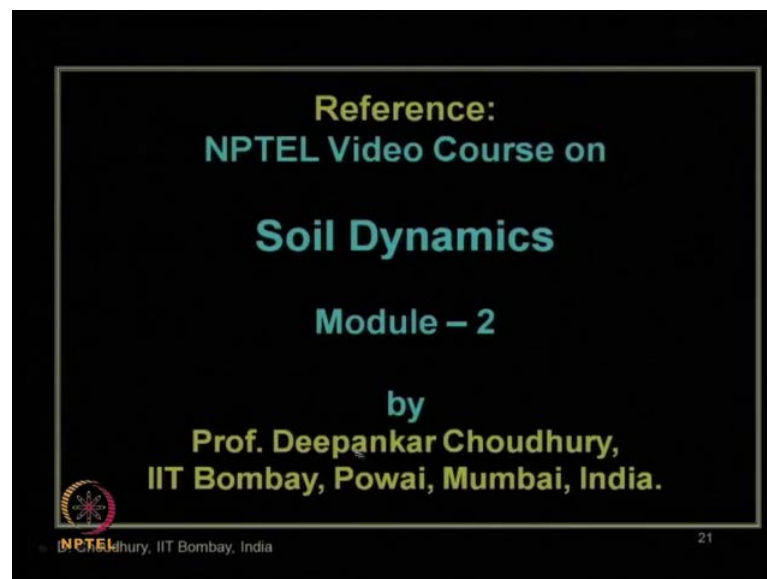 Reference:
NPTEL Video Course on
Soil Dynamics
Module – 2
by
Prof. Deepankar Choudhury,
IIT Bombay, Powai, Mumbai, India.
NPTEL
D. Choudhury, IIT Bombay, India
21